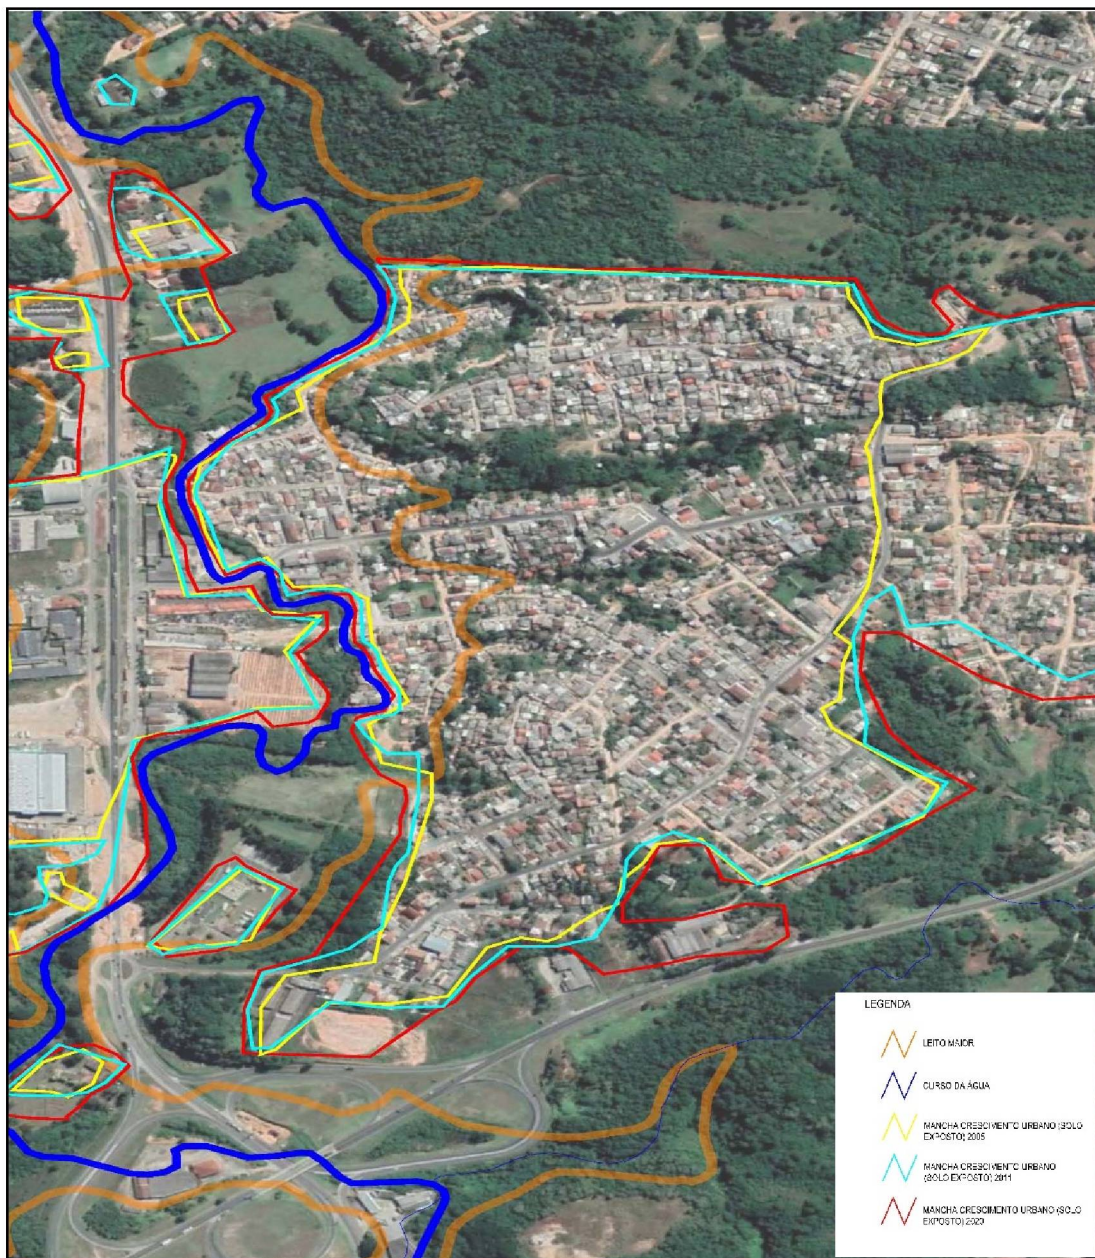 LEGENDA
LEITO MAIOR
CURSO DA ÁGUA
MANCHA CRESCIMENTO URBANO (SOLO
EXPOSTO) 2005
MANCHA CRESCIMENTO URBANO
(SOLO EXPOSTO) 2011
MANCHA CRESCIMENTO URBANO (SOLO
EXPOSTO) 2020